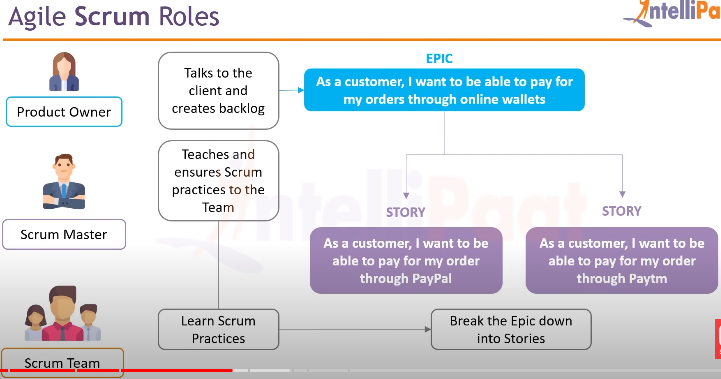 Agile Scrum Roles
IntelliPa
Product Owner
Talks to the
client and
creates backlog
EPIC
As a customer, I want to be able to pay for
my orders through online wallets
Scrum Master
Teaches and
ensures Scrum
practices to the
Team
STORY
As a customer, I want to be
able to pay for my order
through PayPal
STORY
As a customer, I want to be
able to pay for my order
through Paytm
Scrum Team
Learn Scrum
Practices
Break the Epic down
into Stories
IntelliPaat